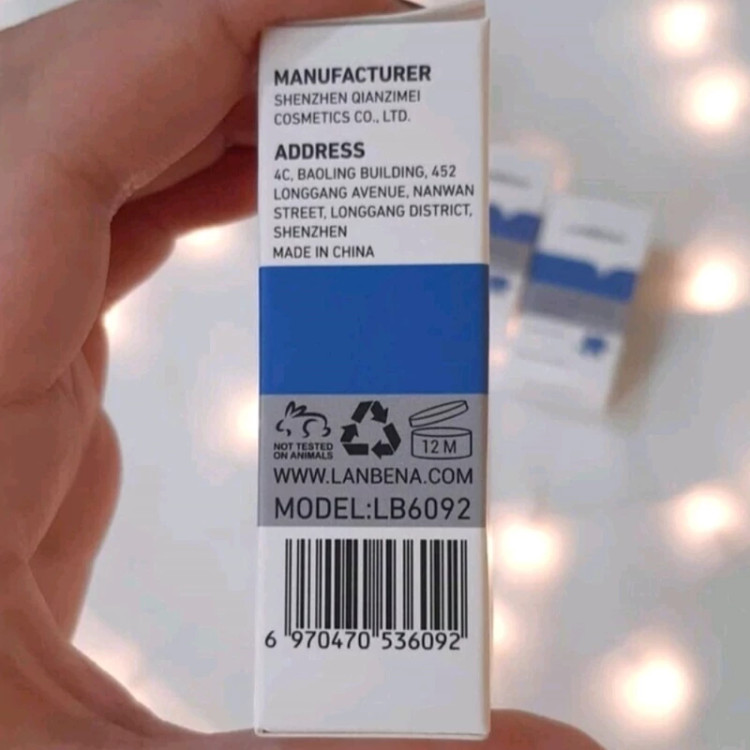 MANUFACTURER
SHENZHEN QIANZIMEI
COSMETICS CO., LTD.
ADDRESS
4C, BAOLING BUILDING, 452
LONGGANG AVENUE, NANWAN
STREET, LONGGANG DISTRICT,
SHENZHEN
MADE IN CHINA
NOT TESTED
ON ANIMALS
12 M
WWW.LANBENA.COM
MODEL:LB6092
6 970470 536092